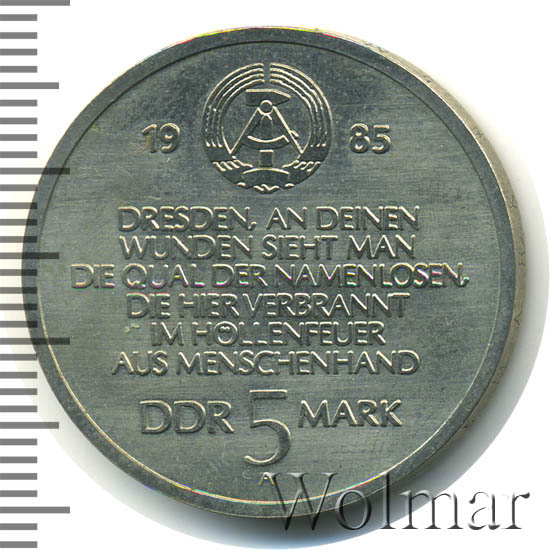 19 85
DRESDEN, AN DEINEN
WUNDEN SIEHT MAN
DIE QUAL DER NAMENLOSEN,
DIE HIER VERBRANNT
IM HÖLLENFEUER
AUS MENSCHENHAND
DDR 5 MARK
A
Wolmar